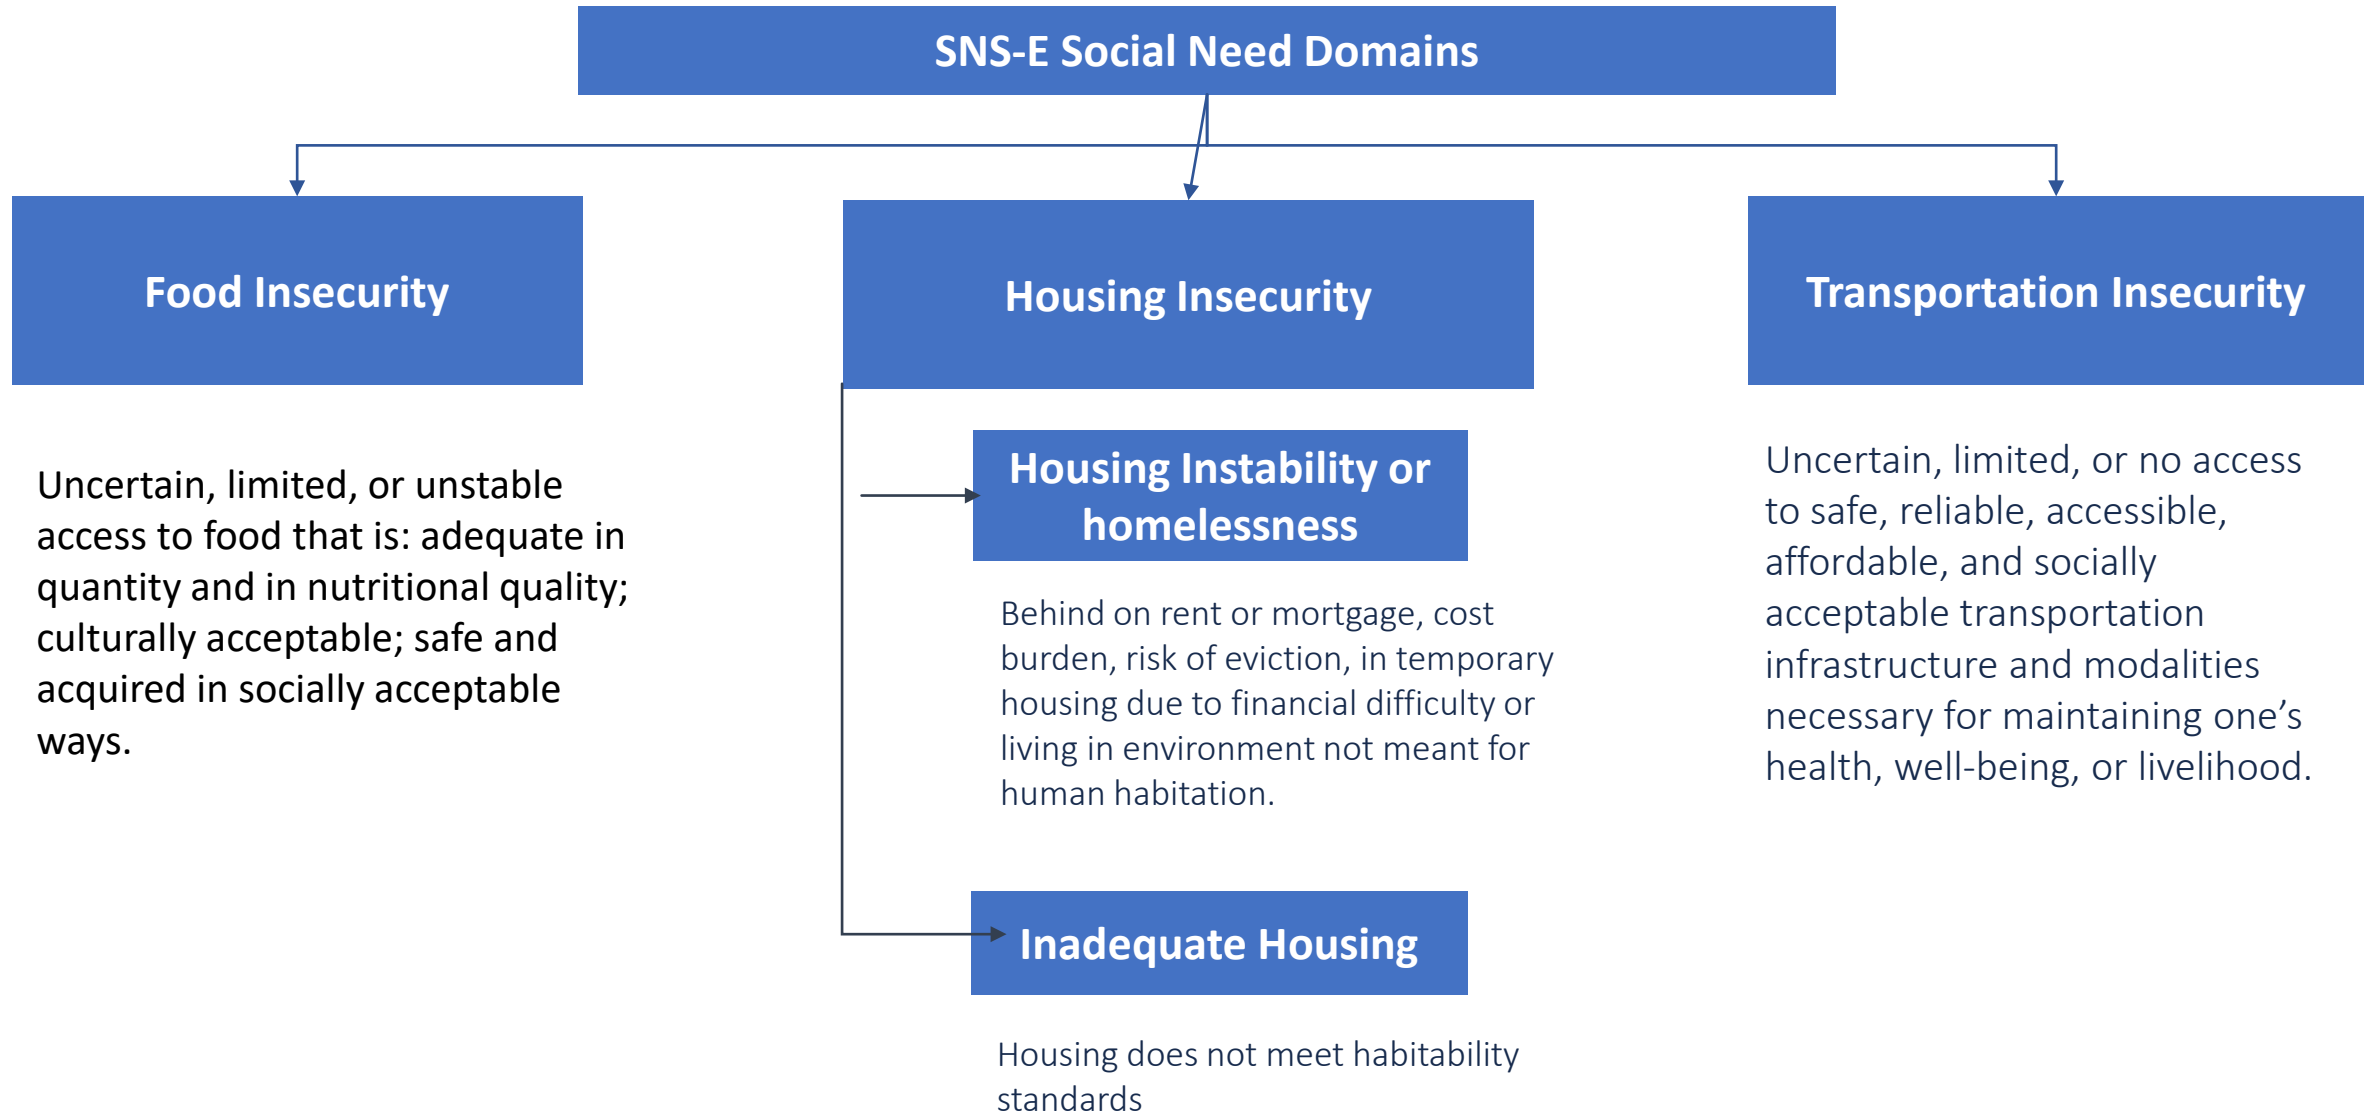 SNS-E Social Need Domains
Food Insecurity
Uncertain, limited, or unstable
access to food that is: adequate in
quantity and in nutritional quality;
culturally acceptable; safe and
acquired in socially acceptable
ways.
Housing Insecurity
Housing Instability or
homelessness
Behind on rent or mortgage, cost
burden, risk of eviction, in temporary
housing due to financial difficulty or
living in environment not meant for
human habitation.
Inadequate Housing
Housing does not meet habitability
standards
Transportation Insecurity
Uncertain, limited, or no access
to safe, reliable, accessible,
affordable, and socially
acceptable transportation
infrastructure and modalities
necessary for maintaining one’s
health, well-being, or livelihood.